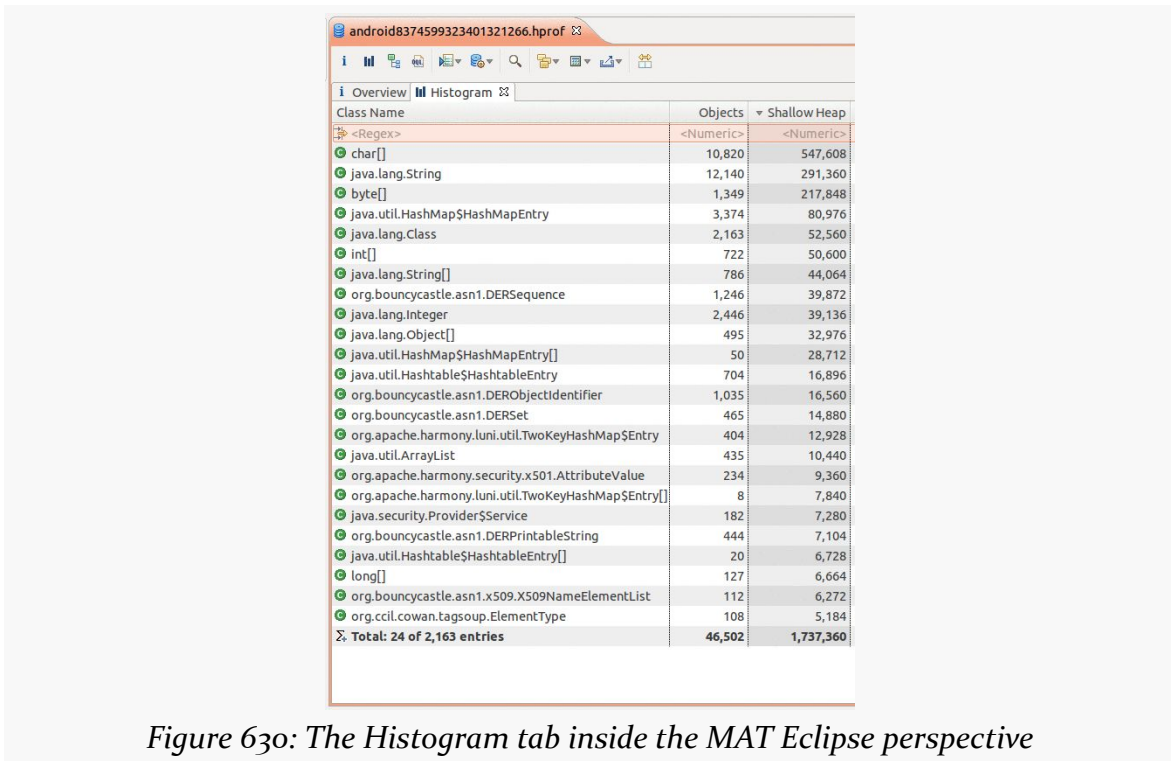 android8374599323401321266.hprof
Overview Histogram
Class Name Objects Shallow Heap
<Regex> <Numeric> <Numeric>
char[] 10,820 547,608
java.lang.String 12,140 291,360
byte[] 1,349 217,848
java.util.HashMap$HashMapEntry 3,374 80,976
java.lang.Class 2,163 52,560
int[] 722 50,600
java.lang.String[] 786 44,064
org.bouncycastle.asn1.DERSequence 1,246 39,872
java.lang.Integer 2,446 39,136
java.lang.Object[] 495 32,976
java.util.HashMap$HashMapEntry[] 50 28,712
java.util.Hashtable$HashtableEntry 704 16,896
org.bouncycastle.asn1.DERObjectIdentifier 1,035 16,560
org.bouncycastle.asn1.DERSet 465 14,880
org.apache.harmony.luni.util.TwoKeyHashMap$Entry 404 12,928
java.util.ArrayList 435 10,440
org.apache.harmony.security.x501.AttributeValue 234 9,360
org.apache.harmony.luni.util.TwoKeyHashMap$Entry[] 8 7,840
java.security.Provider$Service 182 7,280
org.bouncycastle.asn1.DERPrintableString 444 7,104
java.util.Hashtable$HashtableEntry[] 20 6,728
long[] 127 6,664
org.bouncycastle.asn1.x509.X509NameElementList 112 6,272
org.ccil.cowan.tagsoup.ElementType 108 5,184
Σ Total: 24 of 2,163 entries 46,502 1,737,360
Figure 630: The Histogram tab inside the MAT Eclipse perspective